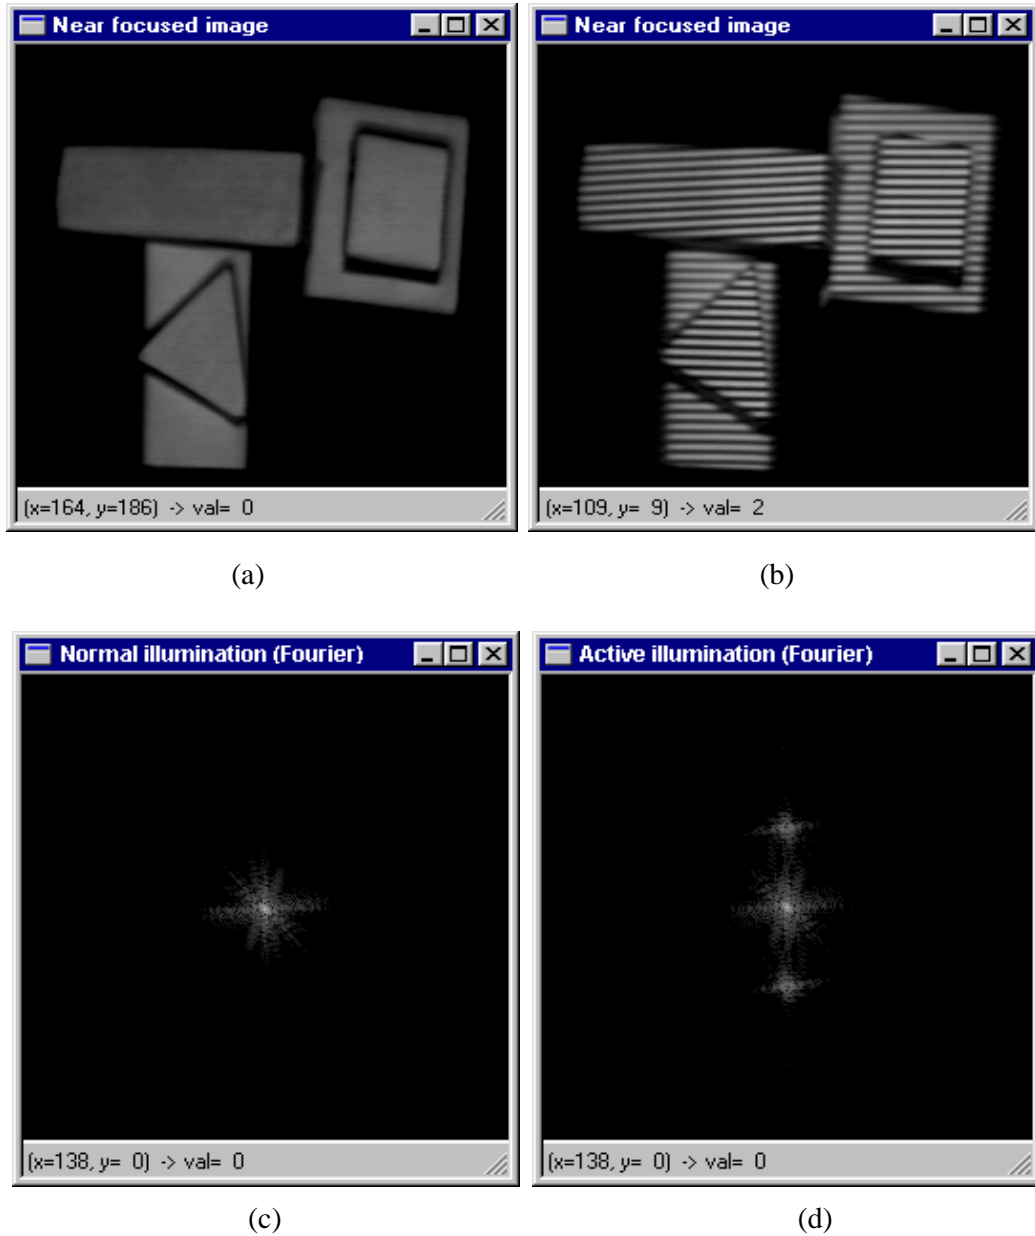 Near focused image
Near focused image
(x=164, y=186) -> val= 0
(x=109, y= 9) -> val= 2
(a)
(b)
Normal illumination (Fourier)
Active illumination (Fourier)
(x=138, y= 0) -> val= 0
(x=138, y= 0) -> val= 0
(c)
(d)